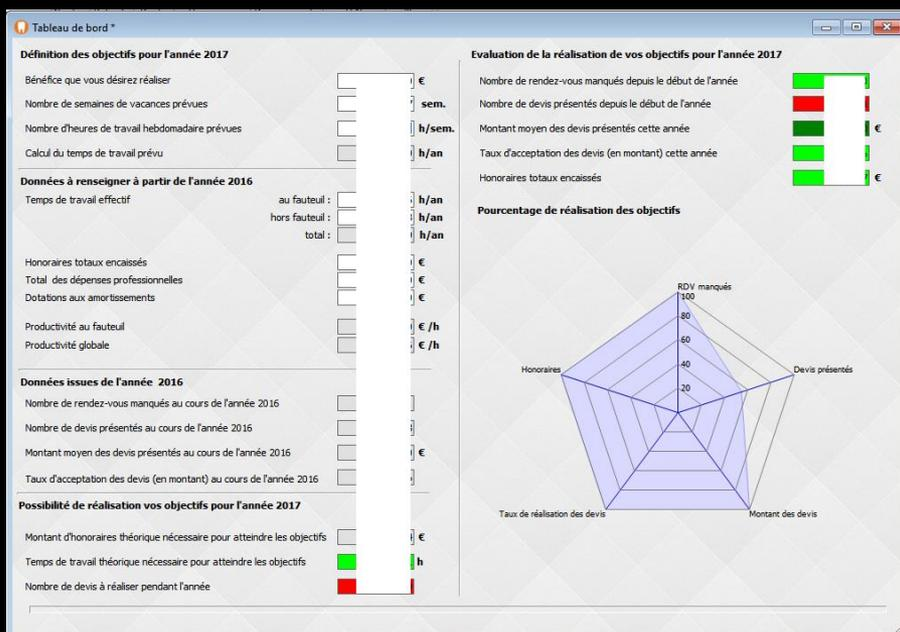 Tableau de bord *
Définition des objectifs pour l'année 2017
Bénéfice que vous désirez réaliser €
Nombre de semaines de vacances prévues sem.
Nombre d'heures de travail hebdomadaire prévues h/sem.
Calcul du temps de travail prévu h/an
Données à renseigner à partir de l'année 2016
Temps de travail effectif au fauteuil : h/an
hors fauteuil : h/an
total : h/an
Honoraires totaux encaissés €
Total des dépenses professionnelles €
Dotations aux amortissements €
Productivité au fauteuil € /h
Productivité globale € /h
Données issues de l'année 2016
Nombre de rendez-vous manqués au cours de l'année 2016
Nombre de devis présentés au cours de l'année 2016
Montant moyen des devis présentés au cours de l'année 2016 €
Taux d'acceptation des devis (en montant) au cours de l'année 2016
Possibilité de réalisation vos objectifs pour l'année 2017
Montant d'honoraires théorique nécessaire pour atteindre les objectifs €
Temps de travail théorique nécessaire pour atteindre les objectifs h
Nombre de devis à réaliser pendant l'année
Evaluation de la réalisation de vos objectifs pour l'année 2017
Nombre de rendez-vous manqués depuis le début de l'année
Nombre de devis présentés depuis le début de l'année
Montant moyen des devis présentés cette année €
Taux d'acceptation des devis (en montant) cette année
Honoraires totaux encaissés €
Pourcentage de réalisation des objectifs
RDV manqués
100
80
60
40
20
Honoraires
Devis présentés
Taux de réalisation des devis
Montant des devis